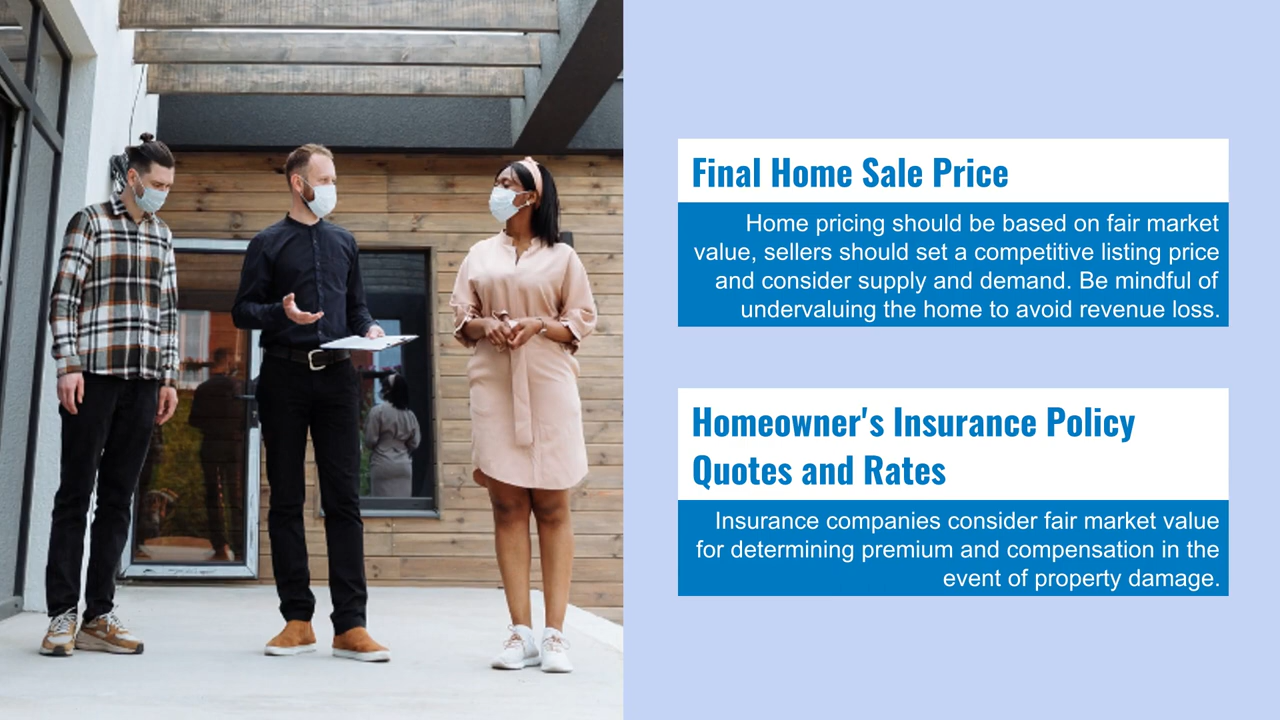 Final Home Sale Price
Home pricing should be based on fair market
value, sellers should set a competitive listing price
and consider supply and demand. Be mindful of
undervaluing the home to avoid revenue loss.
Homeowner's Insurance Policy
Quotes and Rates
Insurance companies consider fair market value
for determining premium and compensation in the
event of property damage.